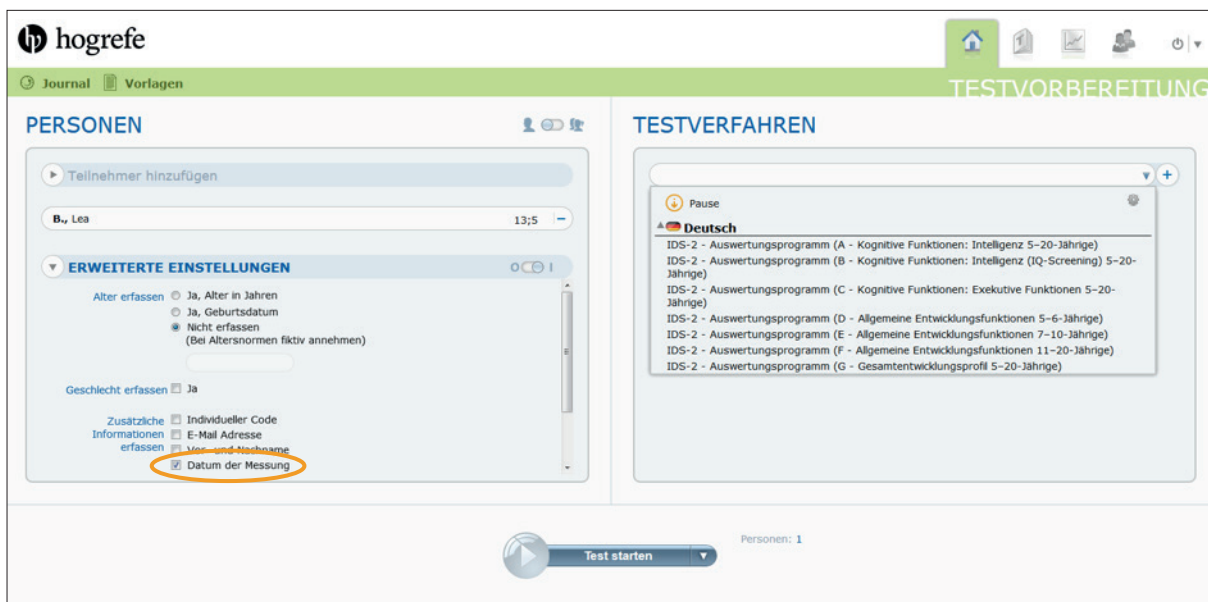 hogrefe
Journal Vorlagen
TESTVORBEREITUNG
PERSONEN
Teilnehmer hinzufügen
B., Lea 13;5
ERWEITERTE EINSTELLUNGEN
Alter erfassen Ja, Alter in Jahren
Ja, Geburtsdatum
Nicht erfassen
(Bei Altersnormen fiktiv annehmen)
Geschlecht erfassen Ja
Zusätzliche Individueller Code
Informationen E-Mail Adresse
erfassen Vor- und Nachname
Datum der Messung
TESTVERFAHREN
Pause
Deutsch
IDS-2 - Auswertungsprogramm (A - Kognitive Funktionen: Intelligenz 5–20-Jährige)
IDS-2 - Auswertungsprogramm (B - Kognitive Funktionen: Intelligenz (IQ-Screening) 5–20-
Jährige)
IDS-2 - Auswertungsprogramm (C - Kognitive Funktionen: Exekutive Funktionen 5–20-
Jährige)
IDS-2 - Auswertungsprogramm (D - Allgemeine Entwicklungsfunktionen 5–6-Jährige)
IDS-2 - Auswertungsprogramm (E - Allgemeine Entwicklungsfunktionen 7–10-Jährige)
IDS-2 - Auswertungsprogramm (F - Allgemeine Entwicklungsfunktionen 11–20-Jährige)
IDS-2 - Auswertungsprogramm (G - Gesamtentwicklungsprofil 5–20-Jährige)
Test starten
Personen: 1